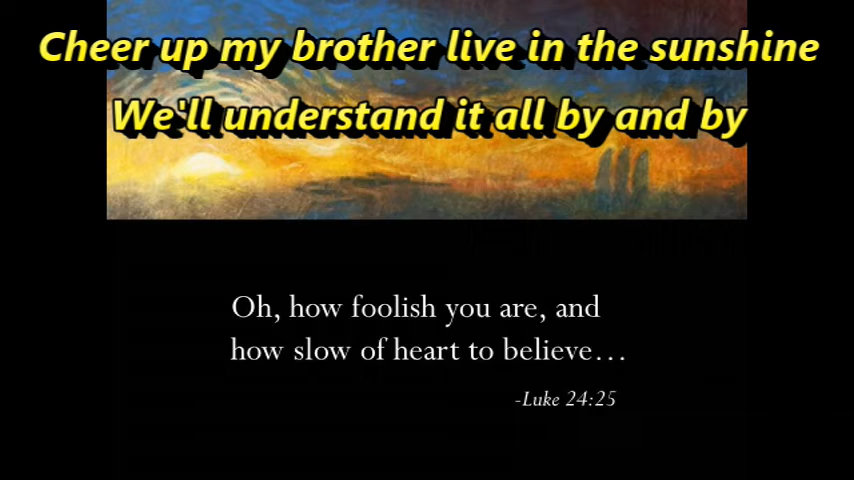 Cheer up my brother live in the sunshine
We'll understand it all by and by
Oh, how foolish you are, and
how slow of heart to believe…
-Luke 24:25